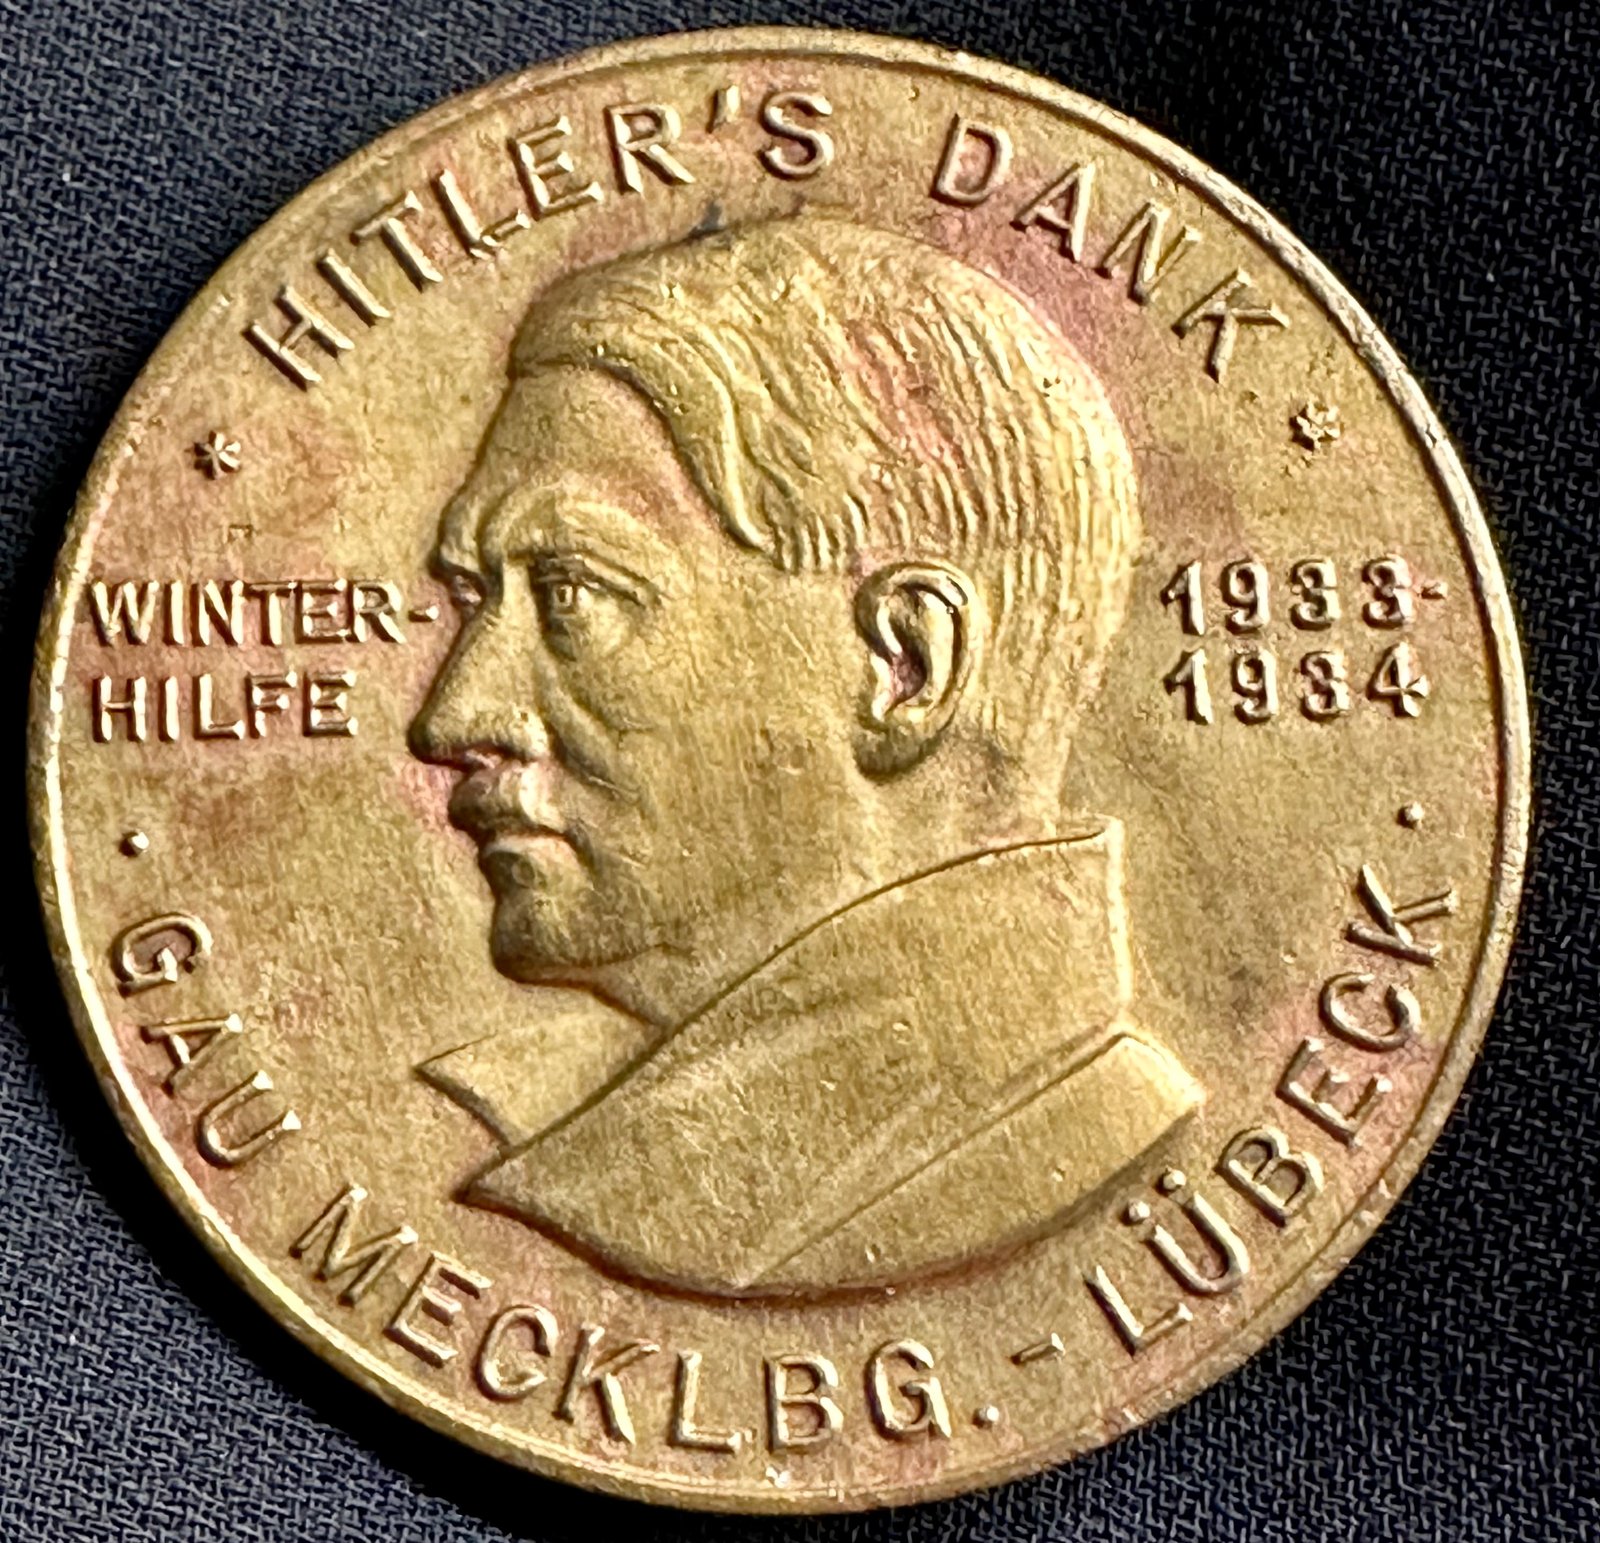 HITLER'S DANK
WINTER-
HILFE
1933-
1934
GAU MECKLBG. - LÜBECK